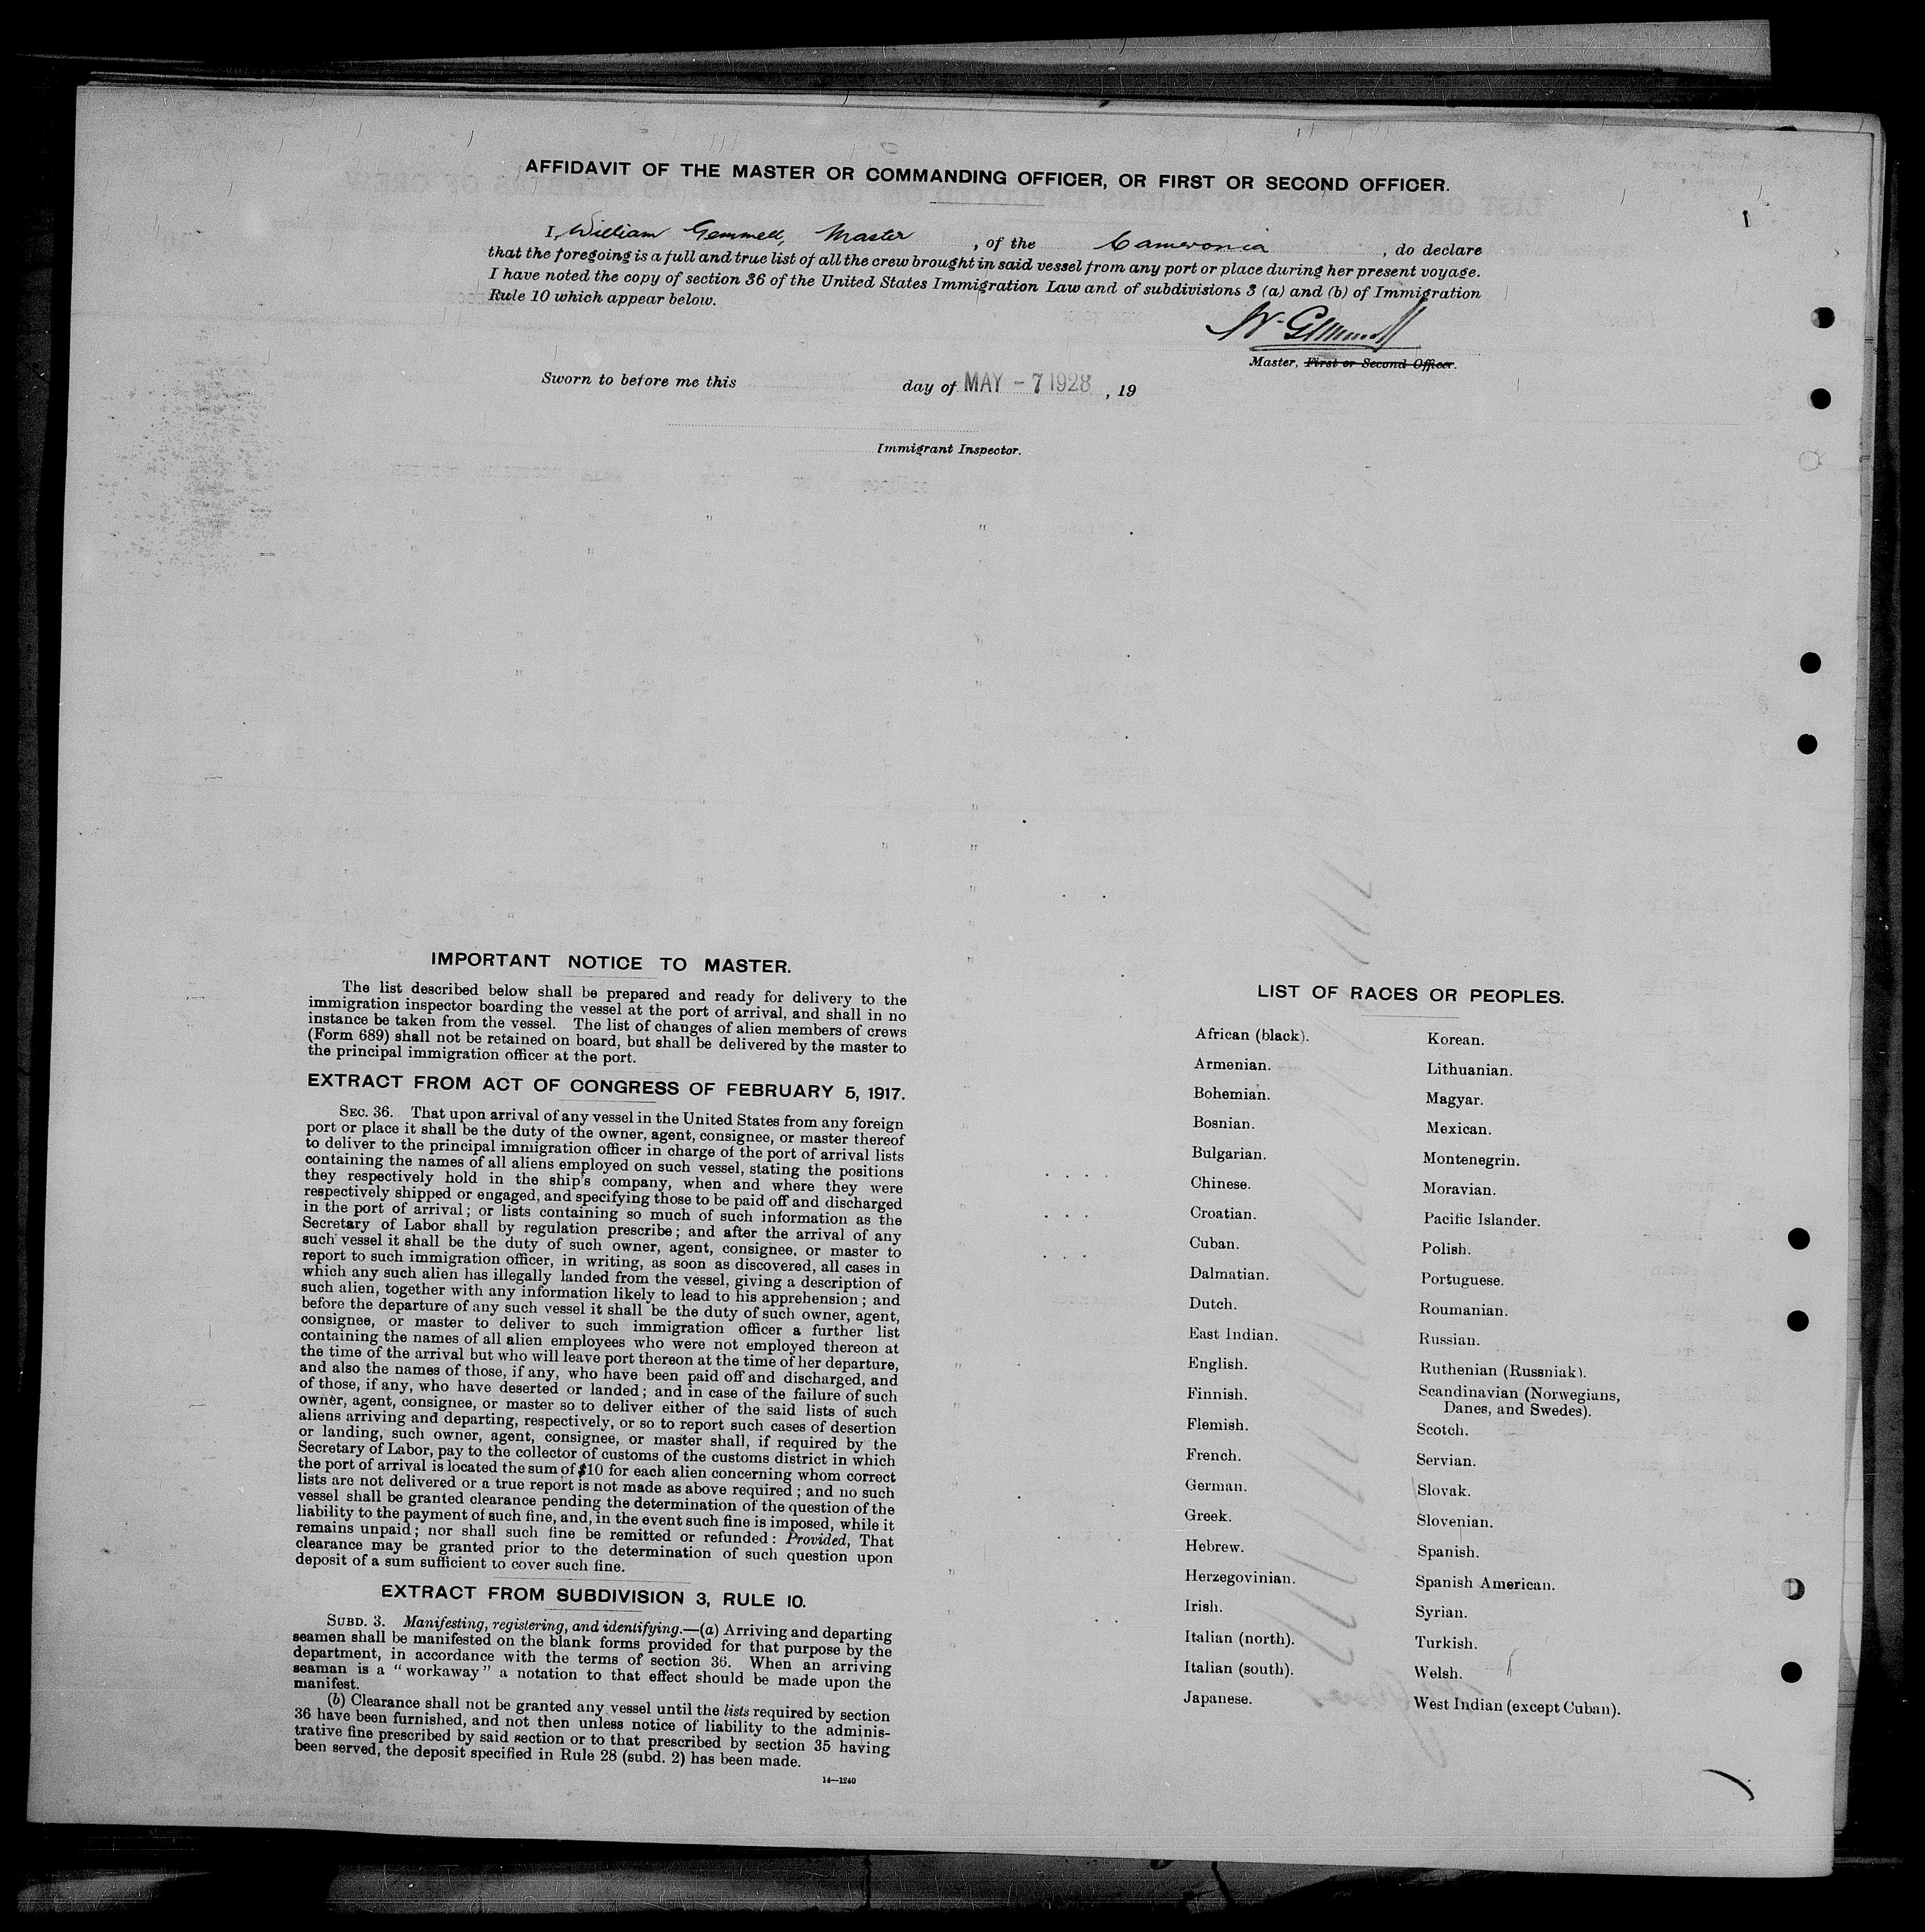 AFFIDAVIT OF THE MASTER OR COMMANDING OFFICER, OR FIRST OR SECOND OFFICER.
I, William Gemmell, Master , of the Cameronia , do declare
that the foregoing is a full and true list of all the crew brought in said vessel from any port or place during her present voyage.
I have noted the copy of section 36 of the United States Immigration Law and of subdivisions 3 (a) and (b) of Immigration
Rule 10 which appear below.
W. Gemmell
Master, First or Second Officer.
Sworn to before me this day of MAY - 7 1928 , 19
Immigrant Inspector.
IMPORTANT NOTICE TO MASTER.
The list described below shall be prepared and ready for delivery to the
immigration inspector boarding the vessel at the port of arrival, and shall in no
instance be taken from the vessel. The list of changes of alien members of crews
(Form 689) shall not be retained on board, but shall be delivered by the master to
the principal immigration officer at the port.
EXTRACT FROM ACT OF CONGRESS OF FEBRUARY 5, 1917.
SEC. 36. That upon arrival of any vessel in the United States from any foreign
port or place it shall be the duty of the owner, agent, consignee, or master thereof
to deliver to the principal immigration officer in charge of the port of arrival lists
containing the names of all aliens employed on such vessel, stating the positions
they respectively hold in the ship's company, when and where they were
respectively shipped or engaged, and specifying those to be paid off and discharged
in the port of arrival; or lists containing so much of such information as the
Secretary of Labor shall by regulation prescribe; and after the arrival of any
such vessel it shall be the duty of such owner, agent, consignee, or master to
report to such immigration officer, in writing, as soon as discovered, all cases in
which any such alien has illegally landed from the vessel, giving a description of
such alien, together with any information likely to lead to his apprehension; and
before the departure of any such vessel it shall be the duty of such owner, agent,
consignee, or master to deliver to such immigration officer a further list
containing the names of all alien employees who were not employed thereon at
the time of the arrival but who will leave port thereon at the time of her departure,
and also the names of those, if any, who have been paid off and discharged, and
of those, if any, who have deserted or landed; and in case of the failure of such
owner, agent, consignee, or master so to deliver either of the said lists of such
aliens arriving and departing, respectively, or so to report such cases of desertion
or landing, such owner, agent, consignee, or master shall, if required by the
Secretary of Labor, pay to the collector of customs of the customs district in which
the port of arrival is located the sum of $10 for each alien concerning whom correct
lists are not delivered or a true report is not made as above required; and no such
vessel shall be granted clearance pending the determination of the question of the
liability to the payment of such fine, and, in the event such fine is imposed, while it
remains unpaid; nor shall such fine be remitted or refunded: Provided, That
clearance may be granted prior to the determination of such question upon
deposit of a sum sufficient to cover such fine.
EXTRACT FROM SUBDIVISION 3, RULE 10.
SUBD. 3. Manifesting, registering, and identifying.—(a) Arriving and departing
seamen shall be manifested on the blank forms provided for that purpose by the
department, in accordance with the terms of section 36. When an arriving
seaman is a "workaway" a notation to that effect should be made upon the
manifest.
(b) Clearance shall not be granted any vessel until the lists required by section
36 have been furnished, and not then unless notice of liability to the adminis-
trative fine prescribed by said section or to that prescribed by section 35 having
been served, the deposit specified in Rule 28 (subd. 2) has been made.
14—1240
LIST OF RACES OR PEOPLES.
African (black).
Armenian.
Bohemian.
Bosnian.
Bulgarian.
Chinese.
Croatian.
Cuban.
Dalmatian.
Dutch.
East Indian.
English.
Finnish.
Flemish.
French.
German.
Greek.
Hebrew.
Herzegovinian.
Irish.
Italian (north).
Italian (south).
Japanese.
Korean.
Lithuanian.
Magyar.
Mexican.
Montenegrin.
Moravian.
Pacific Islander.
Polish.
Portuguese.
Roumanian.
Russian.
Ruthenian (Russniak).
Scandinavian (Norwegians,
Danes, and Swedes).
Scotch.
Servian.
Slovak.
Slovenian.
Spanish.
Spanish American.
Syrian.
Turkish.
Welsh.
West Indian (except Cuban).